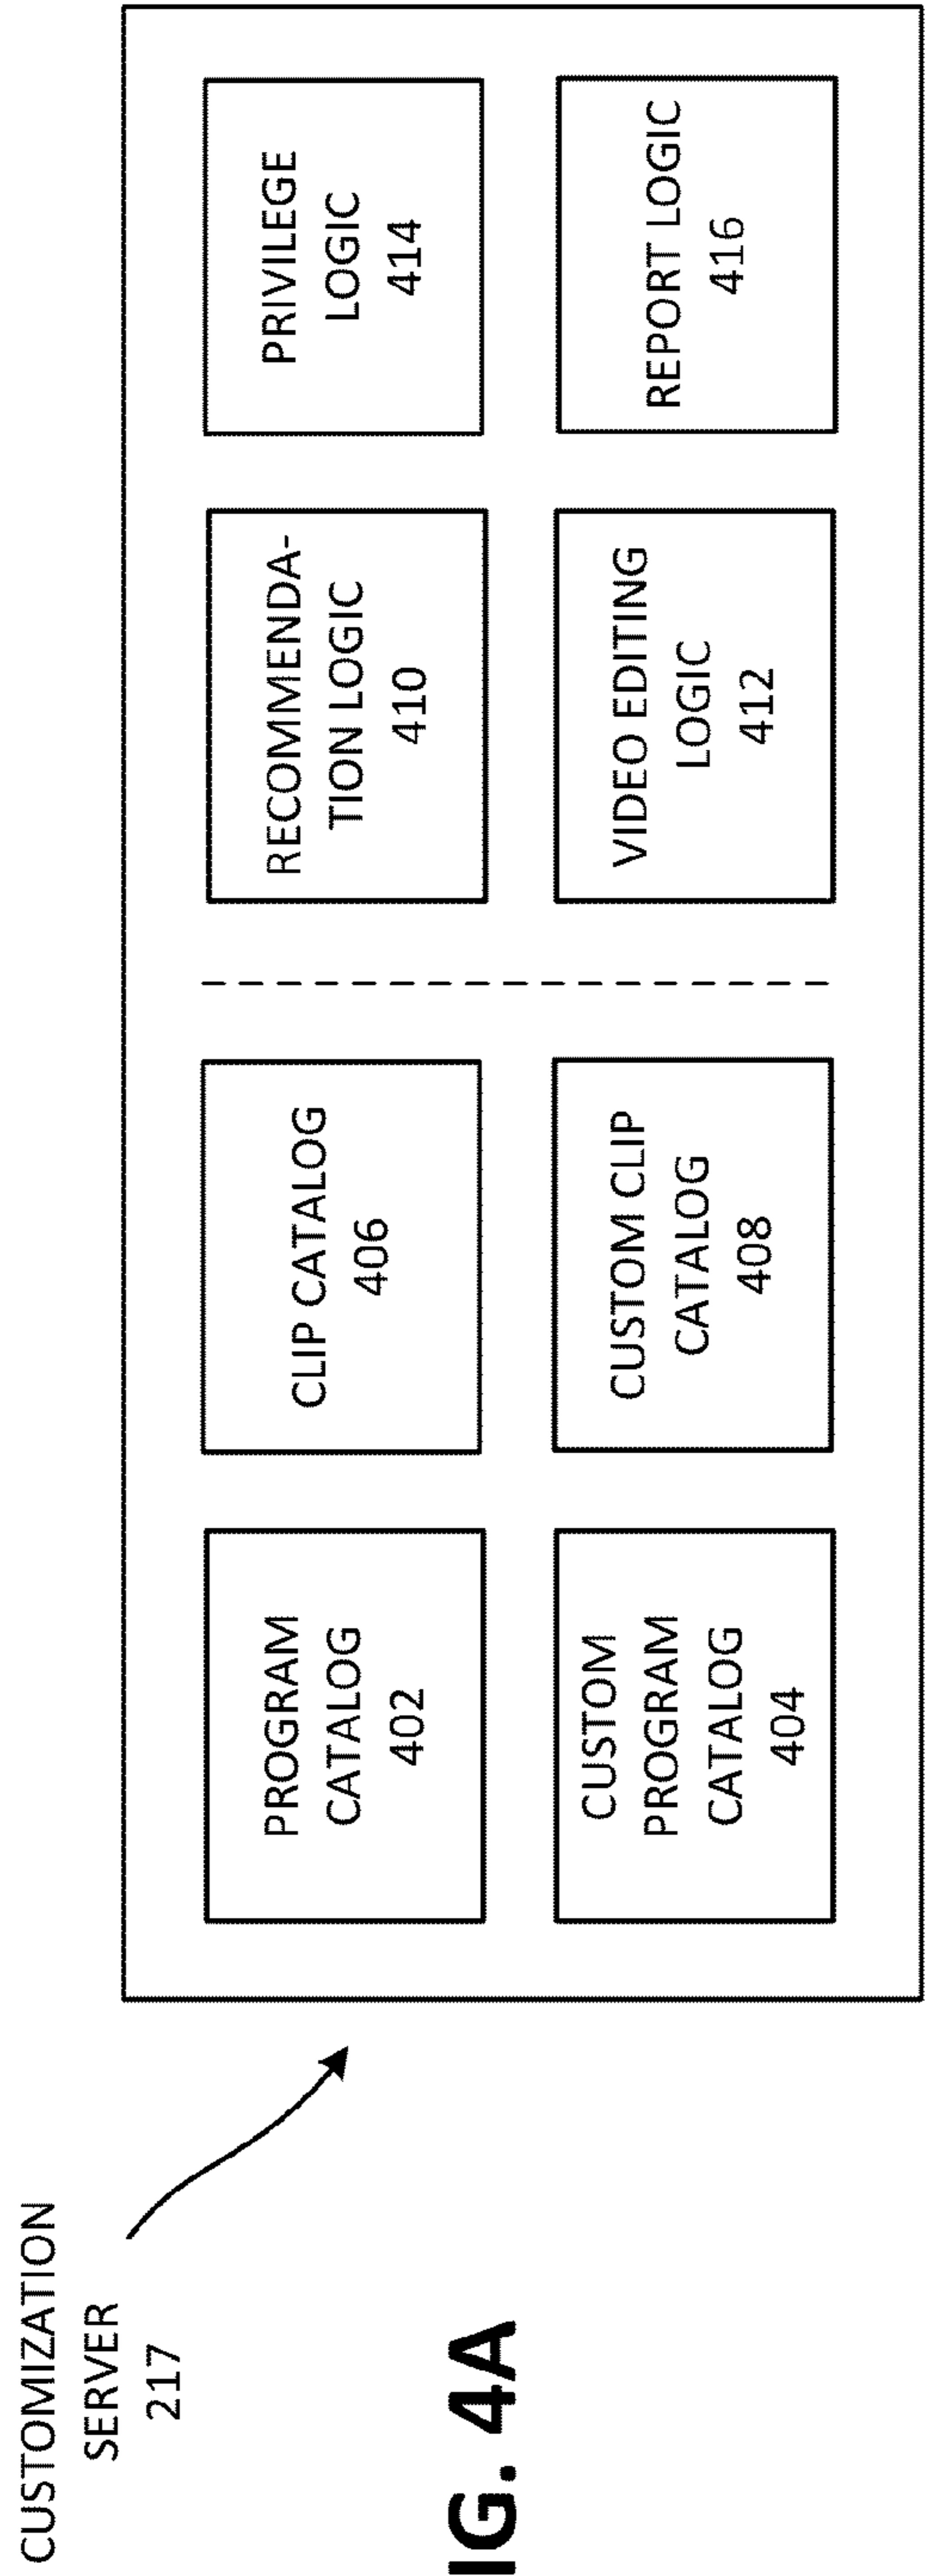 CUSTOMIZATION
SERVER
217
PROGRAM
CATALOG
402
CLIP CATALOG
406
RECOMMENDA-
TION LOGIC
410
PRIVILEGE
LOGIC
414
CUSTOM
PROGRAM
CATALOG
404
CUSTOM CLIP
CATALOG
408
VIDEO EDITING
LOGIC
412
REPORT LOGIC
416
IG. 4A